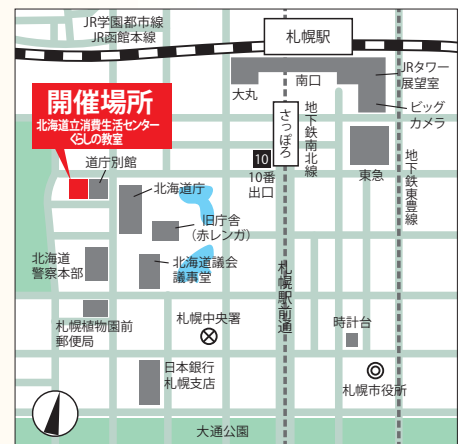 JR学園都市線
JR函館本線
札幌駅
JRタワー
展望室
南口
大丸
ビッグ
カメラ
開催場所
北海道立消費生活センター
くらしの教室
さっぽろ
地下鉄南北線
10
10番
出口
東急
地下鉄東豊線
道庁別館
北海道庁
旧庁舎
(赤レンガ)
北海道
警察本部
北海道議会
議事堂
札幌駅前通
札幌植物園前
郵便局
札幌中央署
時計台
日本銀行
札幌支店
札幌市役所
大通公園